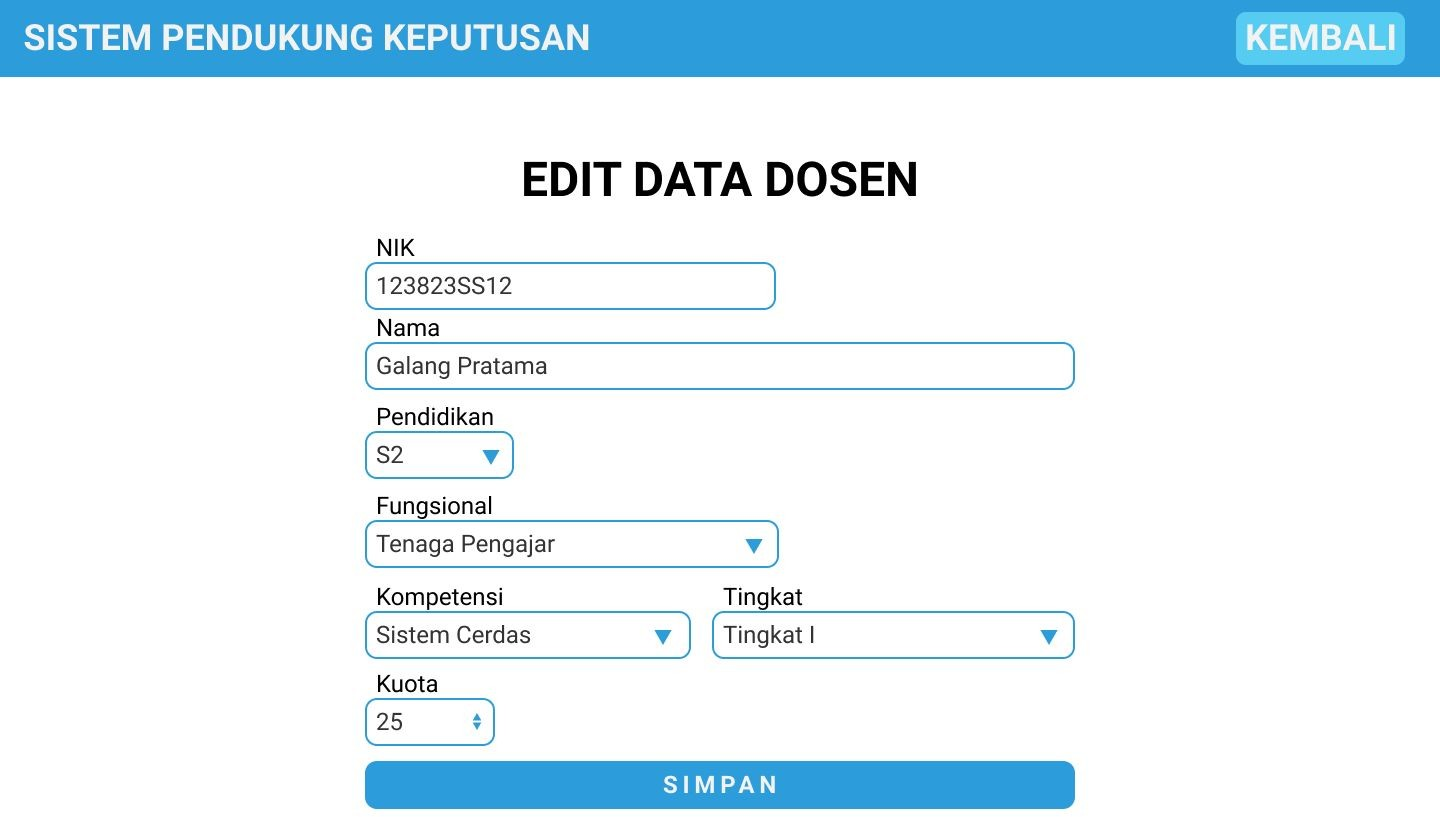 SISTEM PENDUKUNG KEPUTUSAN
KEMBALI
EDIT DATA DOSEN
NIK
123823SS12
Nama
Galang Pratama
Pendidikan
S2
Fungsional
Tenaga Pengajar
Kompetensi
Tingkat
Sistem Cerdas
Tingkat I
Kuota
25
SIMPAN